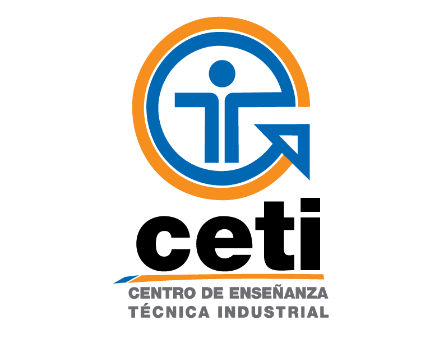 ceti
CENTRO DE ENSEÑANZA
TÉCNICA INDUSTRIAL